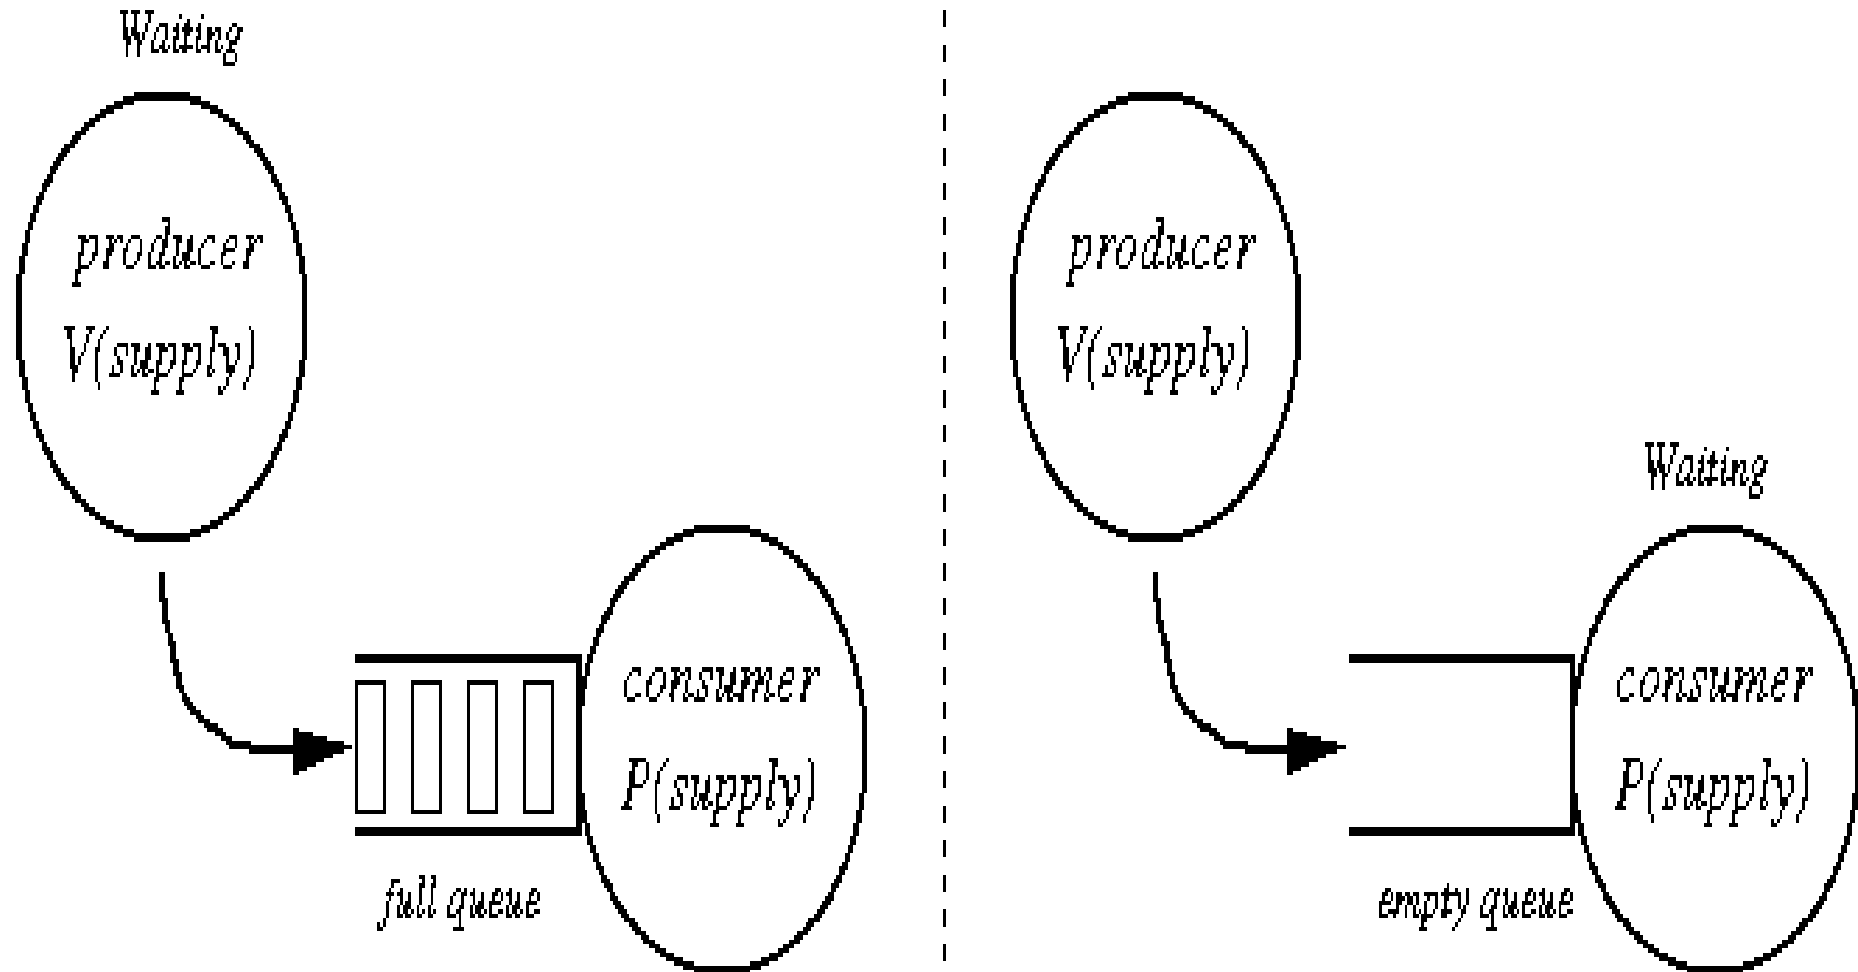 Waiting
producer
V(supply)
consumer
P(supply)
full queue
producer
V(supply)
Waiting
consumer
P(supply)
empty queue